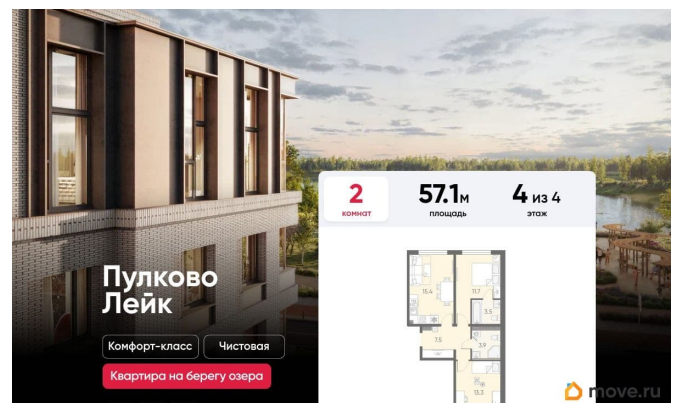 2
комнат
57.1м
площадь
4 из 4
этаж
Пулково
Лейк
Комфорт-класс
Чистовая
Квартира на берегу озера
15.4
11.7
3.5
7.5
3.9
13.3
move.ru